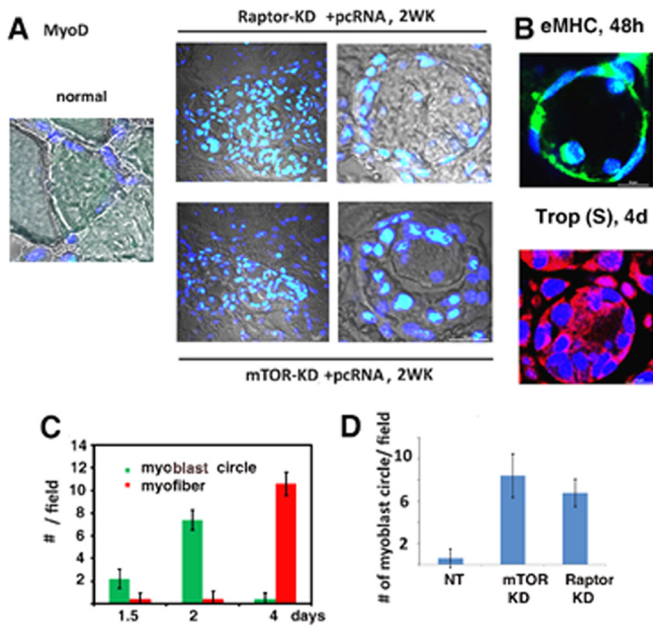 A MyoD
Raptor-KD +pcRNA, 2WK
B
eMHC, 48h
normal
Trop (S), 4d
mTOR-KD +pcRNA, 2WK
C
# / field
14
12
10
8
6
4
2
myoblast circle
myofiber
1.5 2 4 days
D
# of myoblast circle/ field
10
6
2
NT mTOR KD Raptor KD